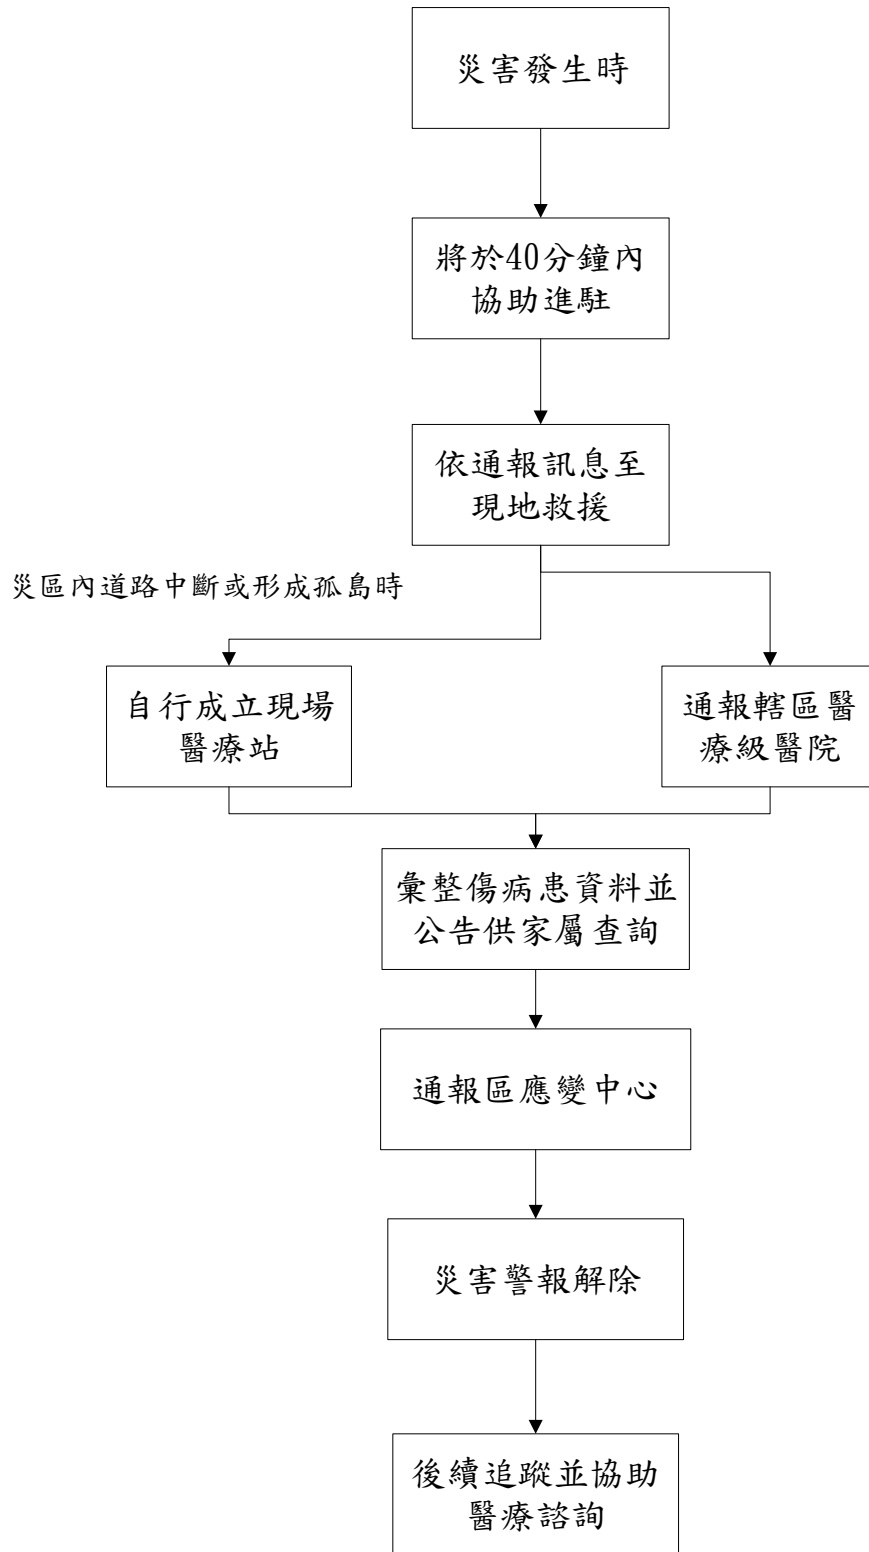 災害發生時
將於40分鐘內
協助進駐
依通報訊息至
現地救援
災區內道路中斷或形成孤島時
自行成立現場
醫療站
通報轄區醫
療級醫院
彙整傷病患資料並
公告供家屬查詢
通報區應變中心
災害警報解除
後續追蹤並協助
醫療諮詢